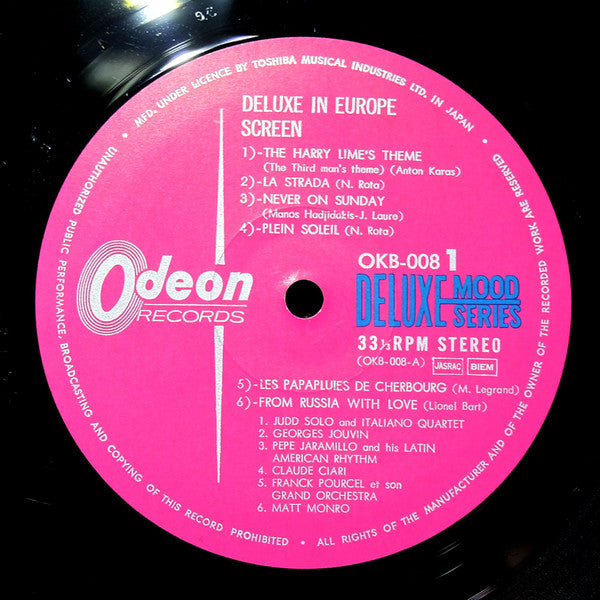 • MFD. UNDER LICENCE BY TOSHIBA MUSICAL INDUSTRIES LTD. IN JAPAN •
DELUXE IN EUROPE
SCREEN
1)-THE HARRY LIME'S THEME
(The Third man's theme) (Anton Karas)
2)-LA STRADA (N. Rota)
3)-NEVER ON SUNDAY
(Manos Hadjidakis-J. Laure)
4)-PLEIN SOLEIL (N. Rota)
Odeon
RECORDS
OKB-008 1
DELUXE MOOD SERIES
33⅓RPM STEREO
(OKB-008-A) JASRAC BIEM
5)-LES PAPAPLUIES DE CHERBOURG (M. Legrand)
6)-FROM RUSSIA WITH LOVE (Lionel Bart)
1. JUDD SOLO and ITALIANO QUARTET
2. GEORGES JOUVIN
3. PEPE JARAMILLO and his LATIN
AMERICAN RHYTHM
4. CLAUDE CIARI
5. FRANCK POURCEL et son
GRAND ORCHESTRA
6. MATT MONRO
UNAUTHORIZED PUBLIC PERFORMANCE, BROADCASTING AND COPYING OF THIS RECORD PROHIBITED • ALL RIGHTS OF THE MANUFACTURER AND OF THE OWNER OF THE RECORDED WORK ARE RESERVED